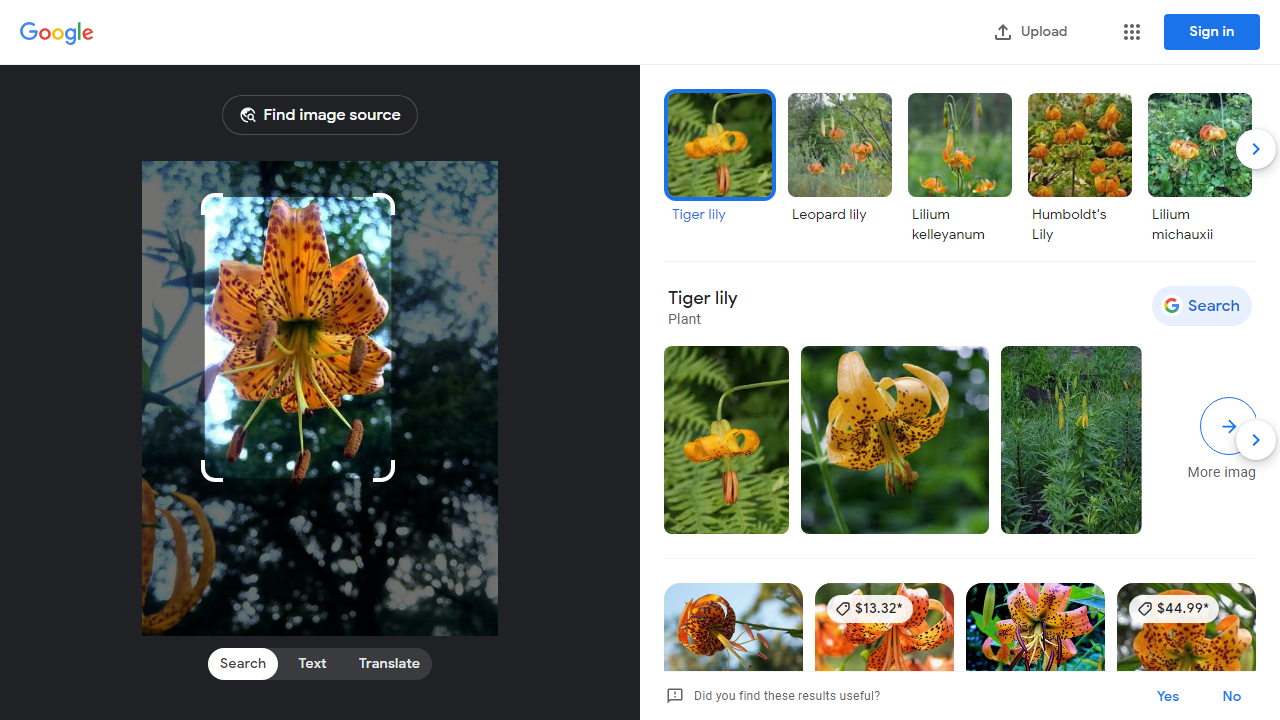 Google
Upload
Sign in
Find image source
Tiger lily
Leopard lily
Lilium
kelleyanum
Humboldt's
Lily
Lilium
michauxii
Tiger lily
Plant
Search
More imag
$13.32*
$44.99*
Search
Text
Translate
Did you find these results useful?
Yes
No